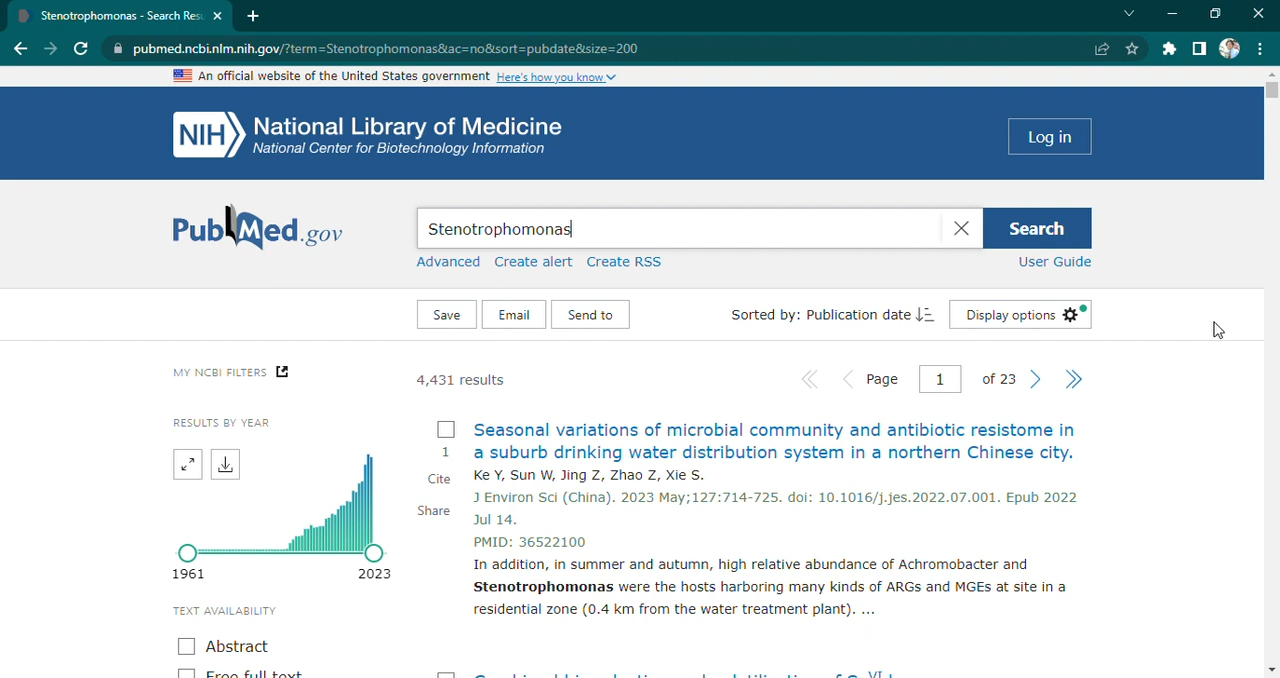 Stenotrophomonas - Search Res
pubmed.ncbi.nlm.nih.gov/?term=Stenotrophomonas&ac=no&sort=pubdate&size=200
An official website of the United States government Here's how you know
NIH National Library of Medicine
National Center for Biotechnology Information
Log in
PubMed.gov
Stenotrophomonas
Search
Advanced Create alert Create RSS
User Guide
Save Email Send to
Sorted by: Publication date
Display options
MY NCBI FILTERS
4,431 results
Page 1 of 23
RESULTS BY YEAR
1961 2023
TEXT AVAILABILITY
Abstract
Free full text
1
Cite
Share
Seasonal variations of microbial community and antibiotic resistome in
a suburb drinking water distribution system in a northern Chinese city.
Ke Y, Sun W, Jing Z, Zhao Z, Xie S.
J Environ Sci (China). 2023 May;127:714-725. doi: 10.1016/j.jes.2022.07.001. Epub 2022
Jul 14.
PMID: 36522100
In addition, in summer and autumn, high relative abundance of Achromobacter and
Stenotrophomonas were the hosts harboring many kinds of ARGs and MGEs at site in a
residential zone (0.4 km from the water treatment plant). ...